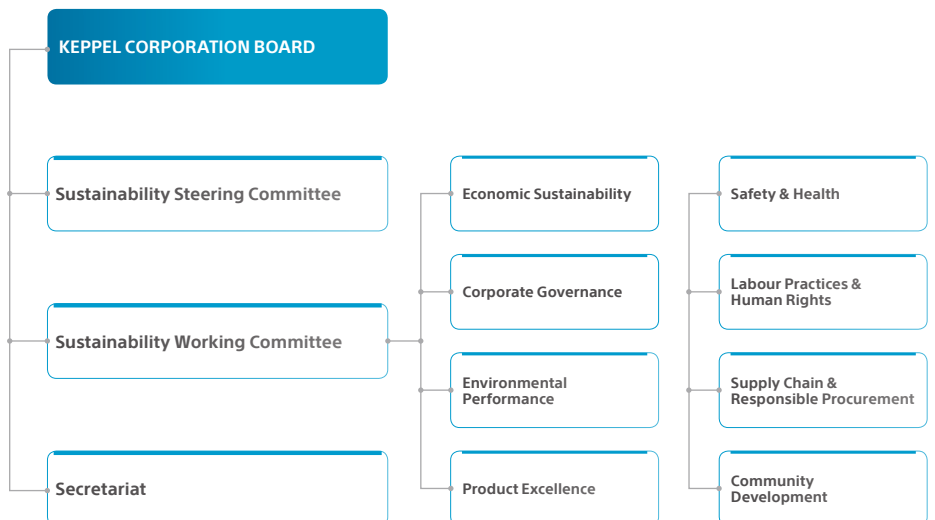 KEPPEL CORPORATION BOARD
Sustainability Steering Committee
Sustainability Working Committee
Secretariat
Economic Sustainability
Corporate Governance
Environmental
Performance
Product Excellence
Safety & Health
Labour Practices &
Human Rights
Supply Chain &
Responsible Procurement
Community
Development